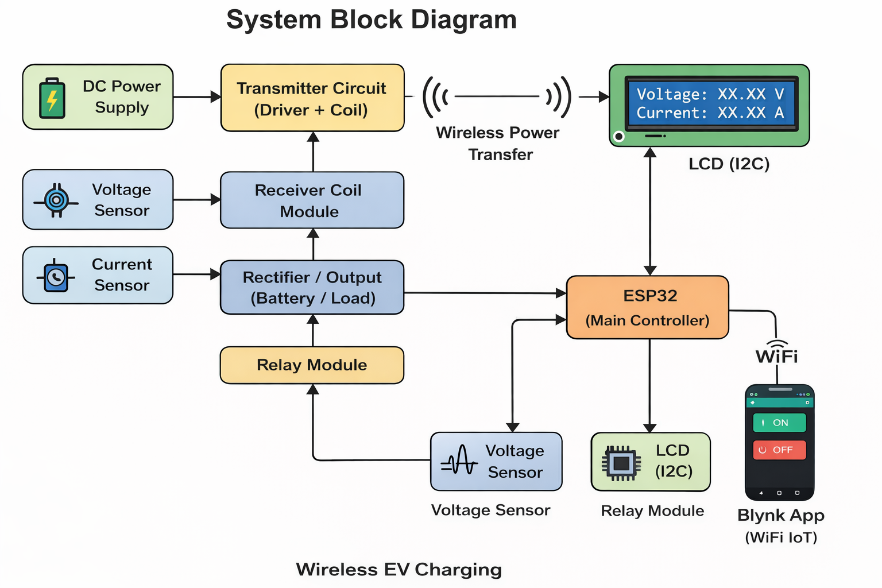 System Block Diagram
DC Power
Supply
Transmitter Circuit
(Driver + Coil)
Wireless Power
Transfer
Voltage: XX.XX V
Current: XX.XX A
LCD (I2C)
Voltage
Sensor
Receiver Coil
Module
Current
Sensor
Rectifier / Output
(Battery / Load)
ESP32
(Main Controller)
Relay Module
WiFi
ON
OFF
Voltage
Sensor
LCD
(I2C)
Voltage Sensor
Relay Module
Blynk App
(WiFi IoT)
Wireless EV Charging